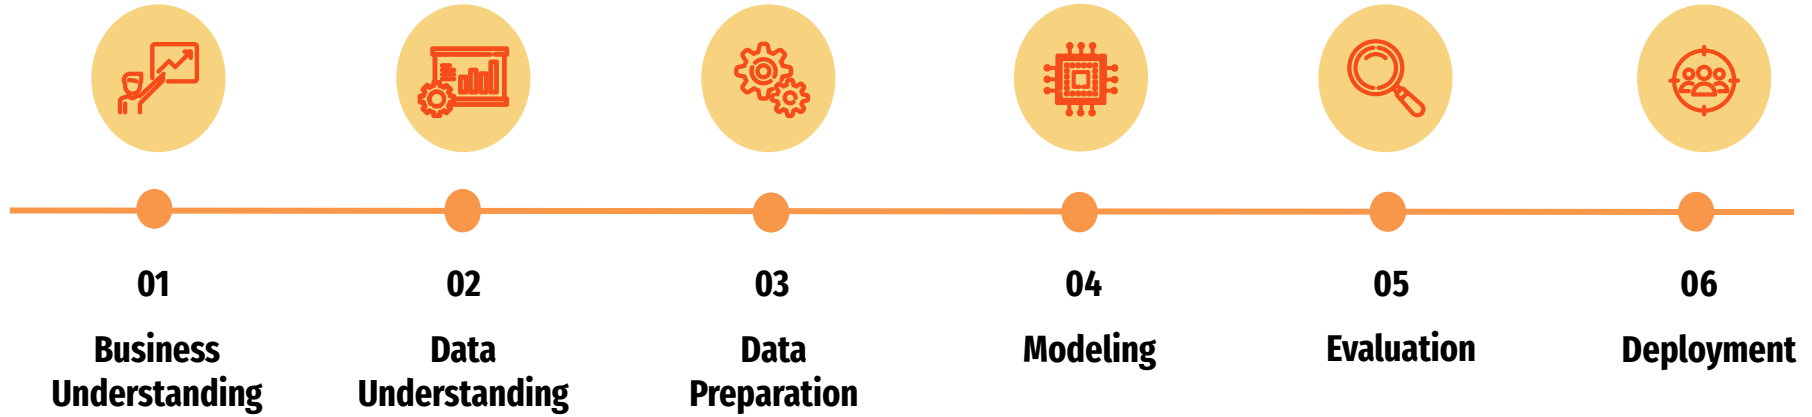 01
Business
Understanding
02
Data
Understanding
03
Data
Preparation
04
Modeling
05
Evaluation
06
Deployment